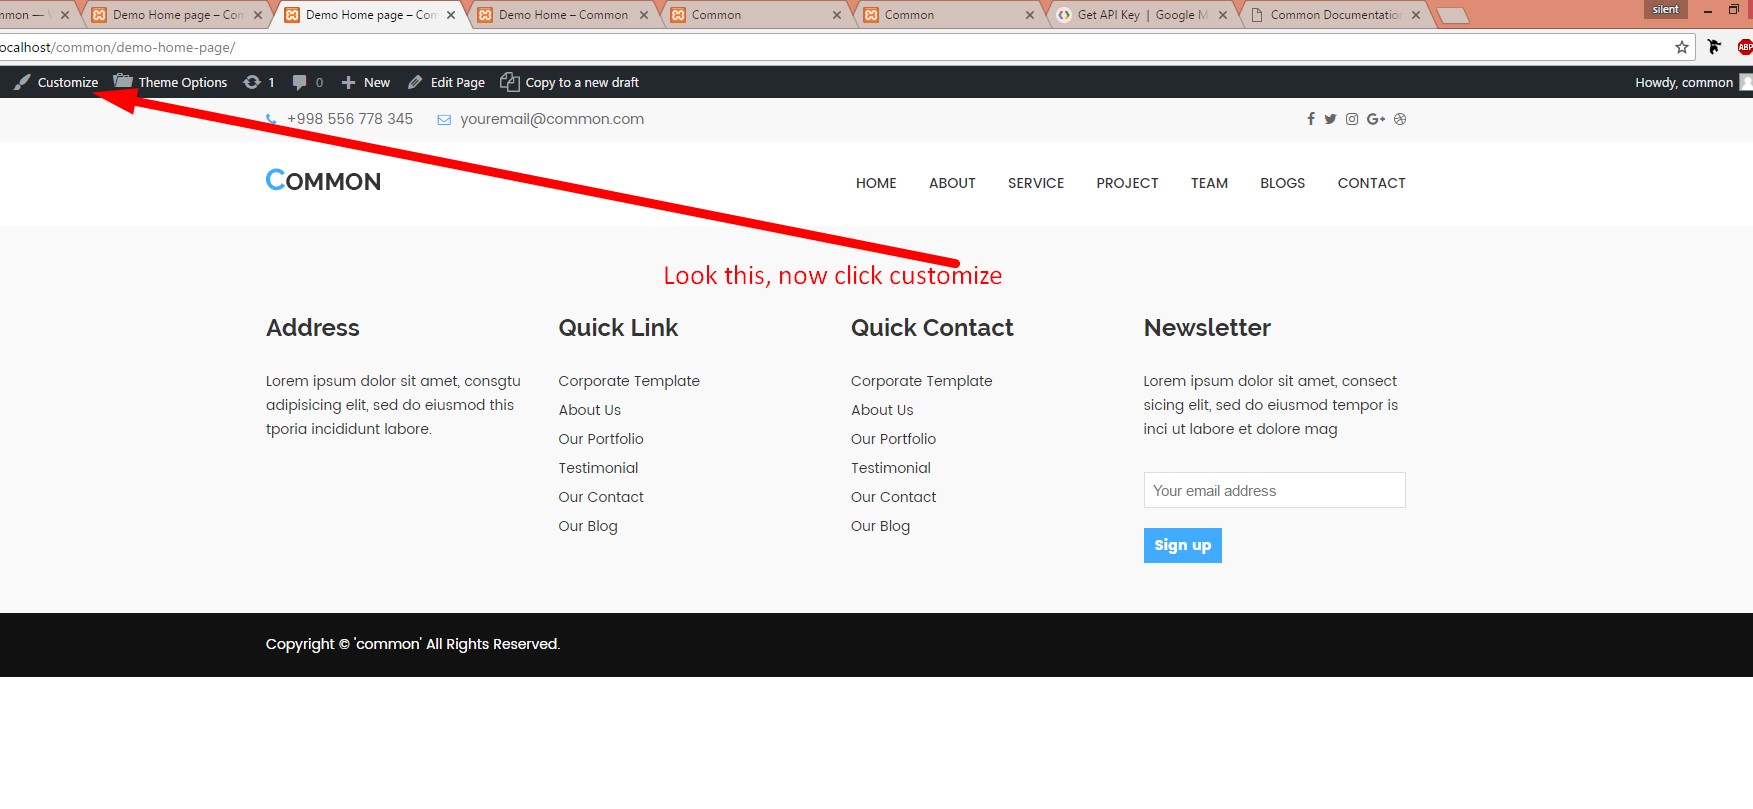 mmon — Demo Home page – Con Demo Home page – Con Demo Home – Common Common Common Get API Key | Google M Common Documentation silent
ocalhost/common/demo-home-page/ ABP
Customize Theme Options 1 0 New Edit Page Copy to a new draft Howdy, common
+998 556 778 345 youremail@common.com
COMMON HOME ABOUT SERVICE PROJECT TEAM BLOGS CONTACT
Look this, now click customize
Address
Lorem ipsum dolor sit amet, consgtu
adipisicing elit, sed do eiusmod this
tporia incididunt labore.
Quick Link
Corporate Template
About Us
Our Portfolio
Testimonial
Our Contact
Our Blog
Quick Contact
Corporate Template
About Us
Our Portfolio
Testimonial
Our Contact
Our Blog
Newsletter
Lorem ipsum dolor sit amet, consect
sicing elit, sed do eiusmod tempor is
inci ut labore et dolore mag
Your email address
Sign up
Copyright © 'common' All Rights Reserved.